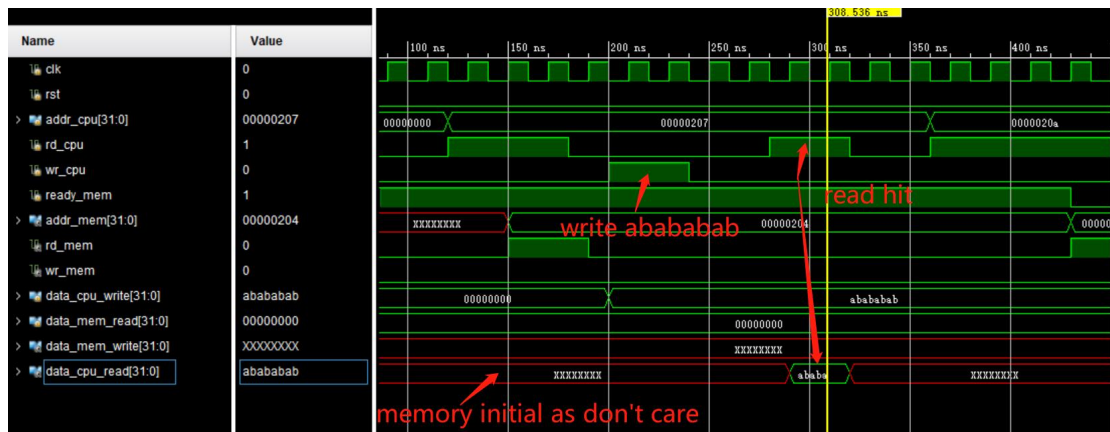 308.536 ns
Name Value
100 ns 150 ns 200 ns 250 ns 300 ns 350 ns 400 ns
clk 0
rst 0
addr_cpu[31:0] 00000207 00000000 00000207 0000020a
rd_cpu 1
wr_cpu 0
ready_mem 1
read hit
addr_mem[31:0] 00000204 XXXXXXXX 00000204 00000
write abababab
rd_mem 0
wr_mem 0
data_cpu_write[31:0] abababab 00000000 abababab
data_mem_read[31:0] 00000000 00000000
data_mem_write[31:0] XXXXXXXX XXXXXXXX
data_cpu_read[31:0] abababab XXXXXXXX ababa XXXXXXXX
memory initial as don't care